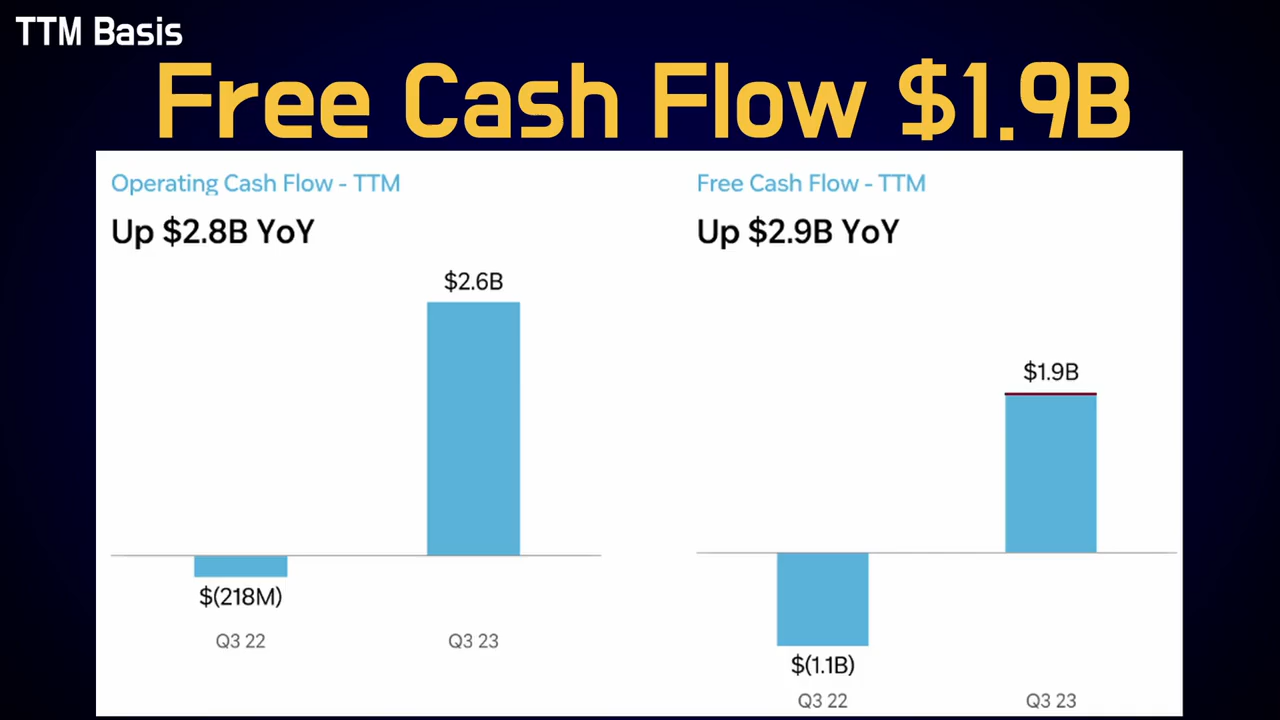 TTM Basis
Free Cash Flow $1.9B
Operating Cash Flow - TTM
Up $2.8B YoY
$2.6B
$(218M)
Q3 22
Q3 23
Free Cash Flow - TTM
Up $2.9B YoY
$1.9B
$(1.1B)
Q3 22
Q3 23